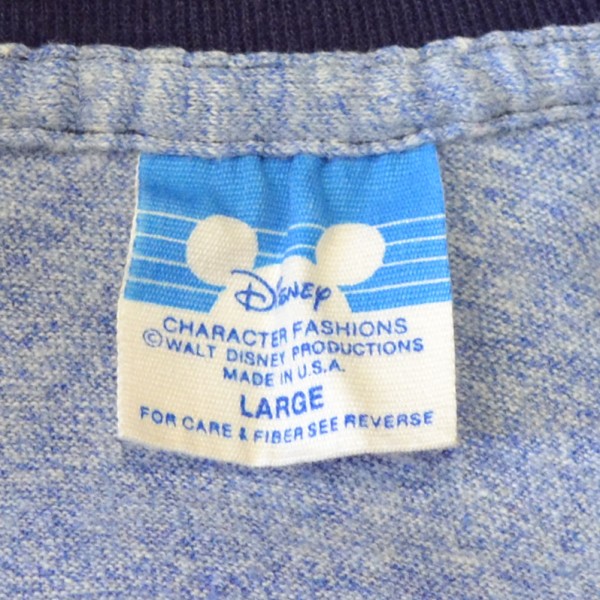 Disney
CHARACTER FASHIONS
©WALT DISNEY PRODUCTIONS
MADE IN U.S.A.
LARGE
FOR CARE & FIBER SEE REVERSE